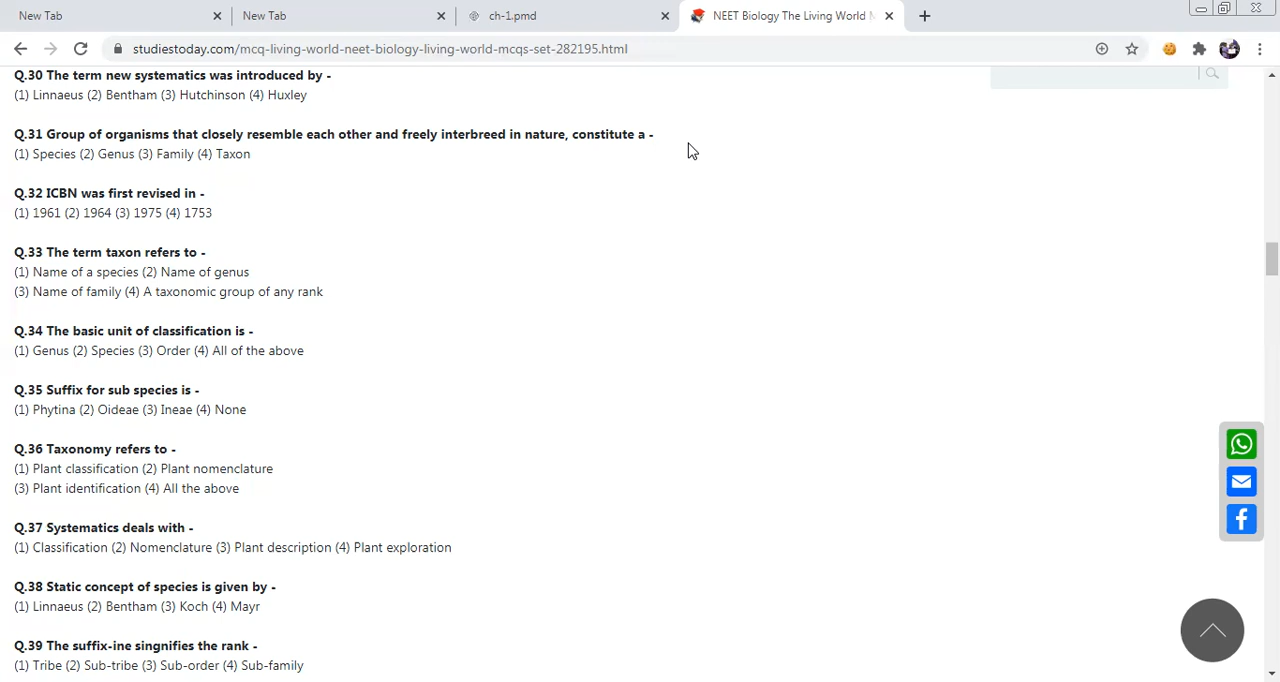 New Tab
New Tab
ch-1.pmd
NEET Biology The Living World M
studiestoday.com/mcq-living-world-neet-biology-living-world-mcqs-set-282195.html
Q.30 The term new systematics was introduced by -
(1) Linnaeus (2) Bentham (3) Hutchinson (4) Huxley
Q.31 Group of organisms that closely resemble each other and freely interbreed in nature, constitute a -
(1) Species (2) Genus (3) Family (4) Taxon
Q.32 ICBN was first revised in -
(1) 1961 (2) 1964 (3) 1975 (4) 1753
Q.33 The term taxon refers to -
(1) Name of a species (2) Name of genus
(3) Name of family (4) A taxonomic group of any rank
Q.34 The basic unit of classification is -
(1) Genus (2) Species (3) Order (4) All of the above
Q.35 Suffix for sub species is -
(1) Phytina (2) Oideae (3) Ineae (4) None
Q.36 Taxonomy refers to -
(1) Plant classification (2) Plant nomenclature
(3) Plant identification (4) All the above
Q.37 Systematics deals with -
(1) Classification (2) Nomenclature (3) Plant description (4) Plant exploration
Q.38 Static concept of species is given by -
(1) Linnaeus (2) Bentham (3) Koch (4) Mayr
Q.39 The suffix-ine singnifies the rank -
(1) Tribe (2) Sub-tribe (3) Sub-order (4) Sub-family